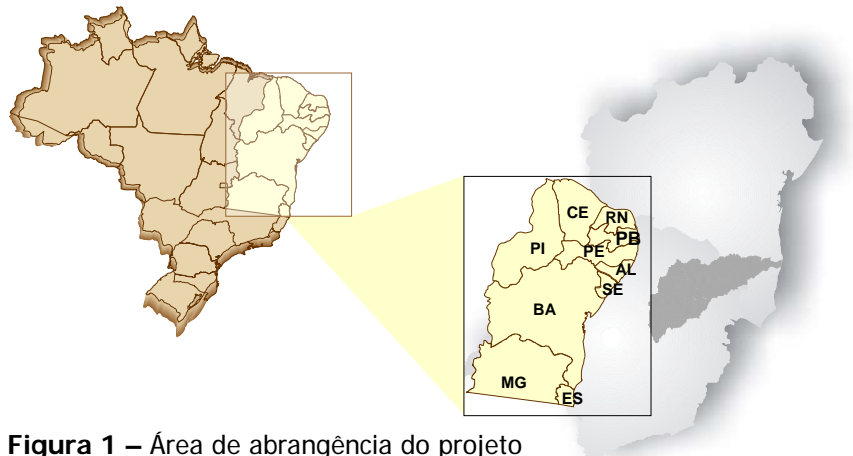 CE
RN
PB
PI
PE
AL
SE
BA
MG
ES
Figura 1 – Área de abrangência do projeto